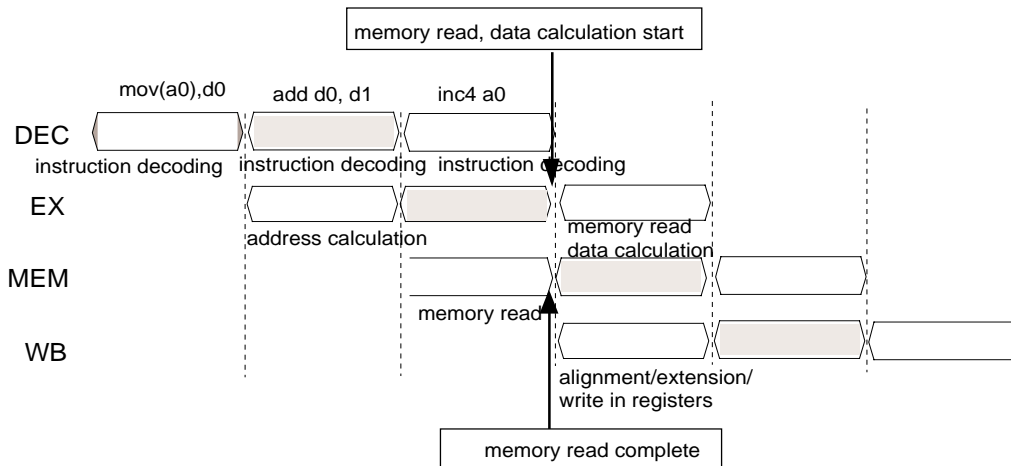 memory read, data calculation start
mov(a0),d0
add d0, d1
inc4 a0
DEC
instruction decoding
instruction decoding
instruction decoding
EX
address calculation
memory read
data calculation
MEM
memory read
WB
alignment/extension/
write in registers
memory read complete